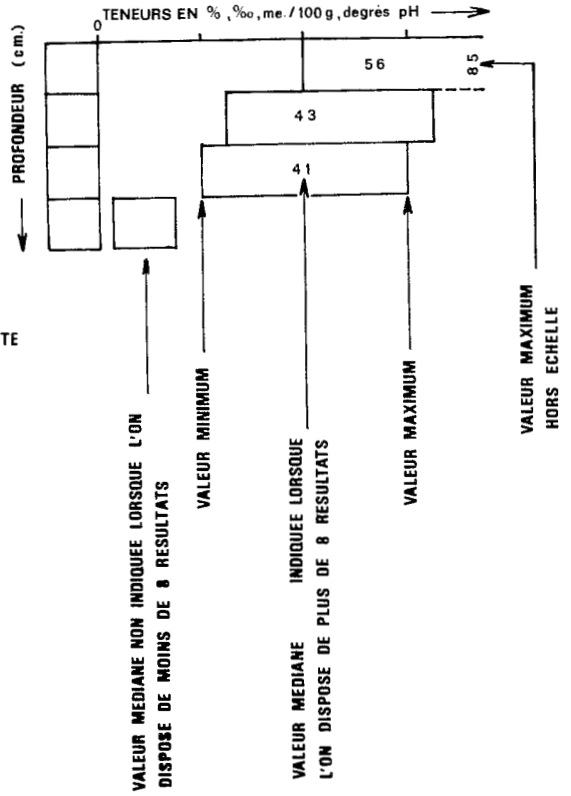 TENEURS EN %, ‰, me./100 g, degrés pH
0
PROFONDEUR (cm.)
56
85
43
41
TE
VALEUR MEDIANE NON INDIQUEE LORSQUE L'ON
DISPOSE DE MOINS DE 8 RESULTATS
VALEUR MINIMUM
VALEUR MEDIANE INDIQUEE LORSQUE
L'ON DISPOSE DE PLUS DE 8 RESULTATS
VALEUR MAXIMUM
VALEUR MAXIMUM
HORS ECHELLE